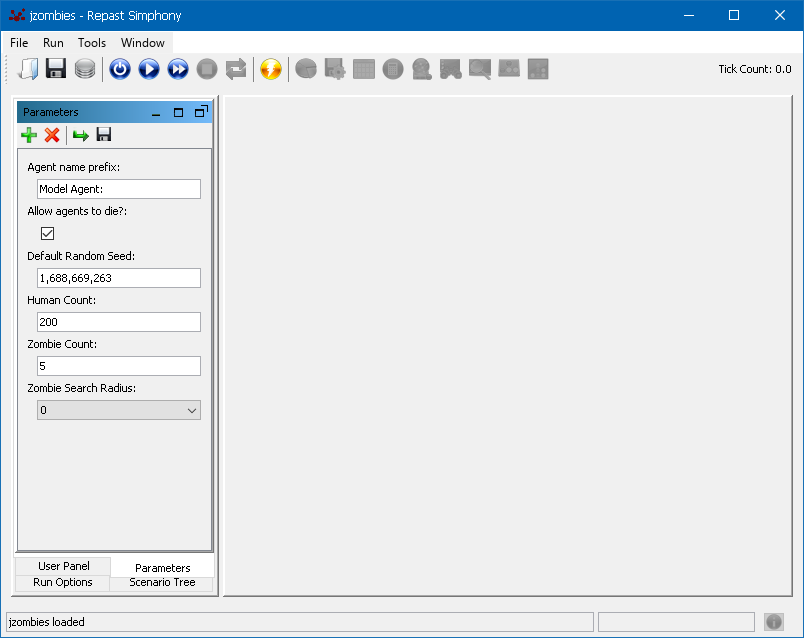 jzombies - Repast Simphony
File Run Tools Window
Tick Count: 0.0
Parameters
Agent name prefix:
Model Agent:
Allow agents to die?:
Default Random Seed:
1,688,669,263
Human Count:
200
Zombie Count:
5
Zombie Search Radius:
0
User Panel Parameters
Run Options Scenario Tree
jzombies loaded